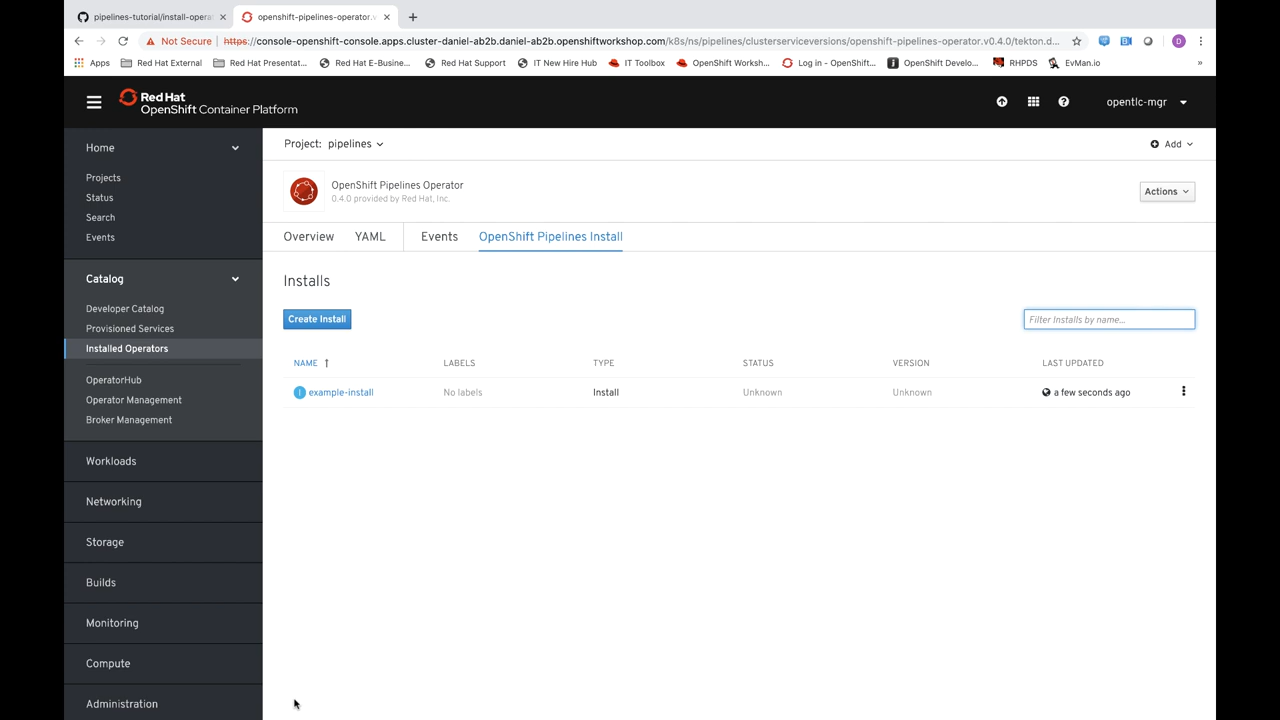 pipelines-tutorial/install-opera
openshift-pipelines-operator.v
Not Secure
https://console-openshift-console.apps.cluster-daniel-ab2b.daniel-ab2b.openshiftworkshop.com/k8s/ns/pipelines/clusterserviceversions/openshift-pipelines-operator.v0.4.0/tekton.d...
D
Apps
Red Hat External
Red Hat Presentat...
Red Hat E-Busine...
Red Hat Support
IT New Hire Hub
IT Toolbox
OpenShift Worksh...
Log in - OpenShift...
OpenShift Develo...
RHPDS
EvMan.io
»
Red Hat
OpenShift Container Platform
opentlc-mgr
Home
Projects
Status
Search
Events
Catalog
Developer Catalog
Provisioned Services
Installed Operators
OperatorHub
Operator Management
Broker Management
Workloads
Networking
Storage
Builds
Monitoring
Compute
Administration
Project: pipelines
Add
OpenShift Pipelines Operator
0.4.0 provided by Red Hat, Inc.
Actions
Overview
YAML
Events
OpenShift Pipelines Install
Installs
Create Install
Filter Installs by name...
NAME
LABELS
TYPE
STATUS
VERSION
LAST UPDATED
I
example-install
No labels
Install
Unknown
Unknown
a few seconds ago